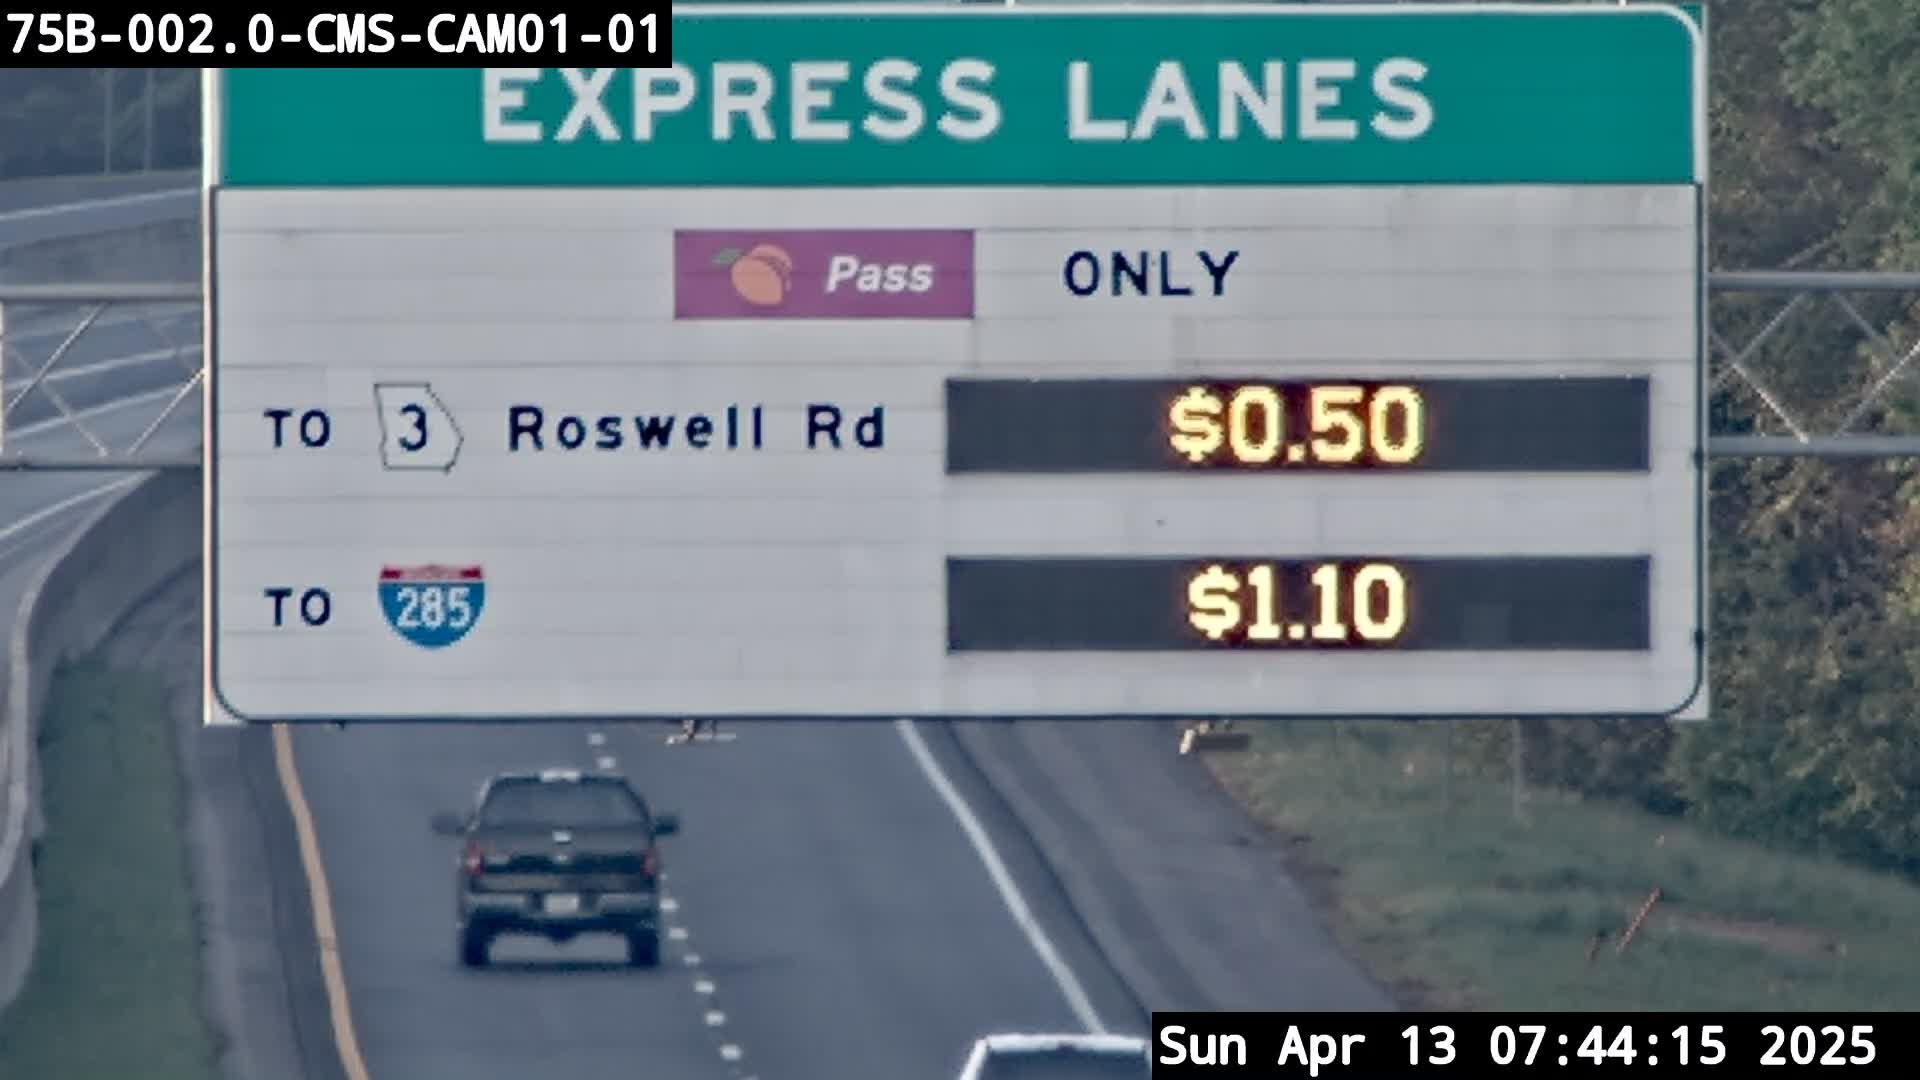 75B-002.0-CMS-CAM01-01
EXPRESS LANES
Pass ONLY
TO 3 Roswell Rd $0.50
TO 285 $1.10
Sun Apr 13 07:44:15 2025